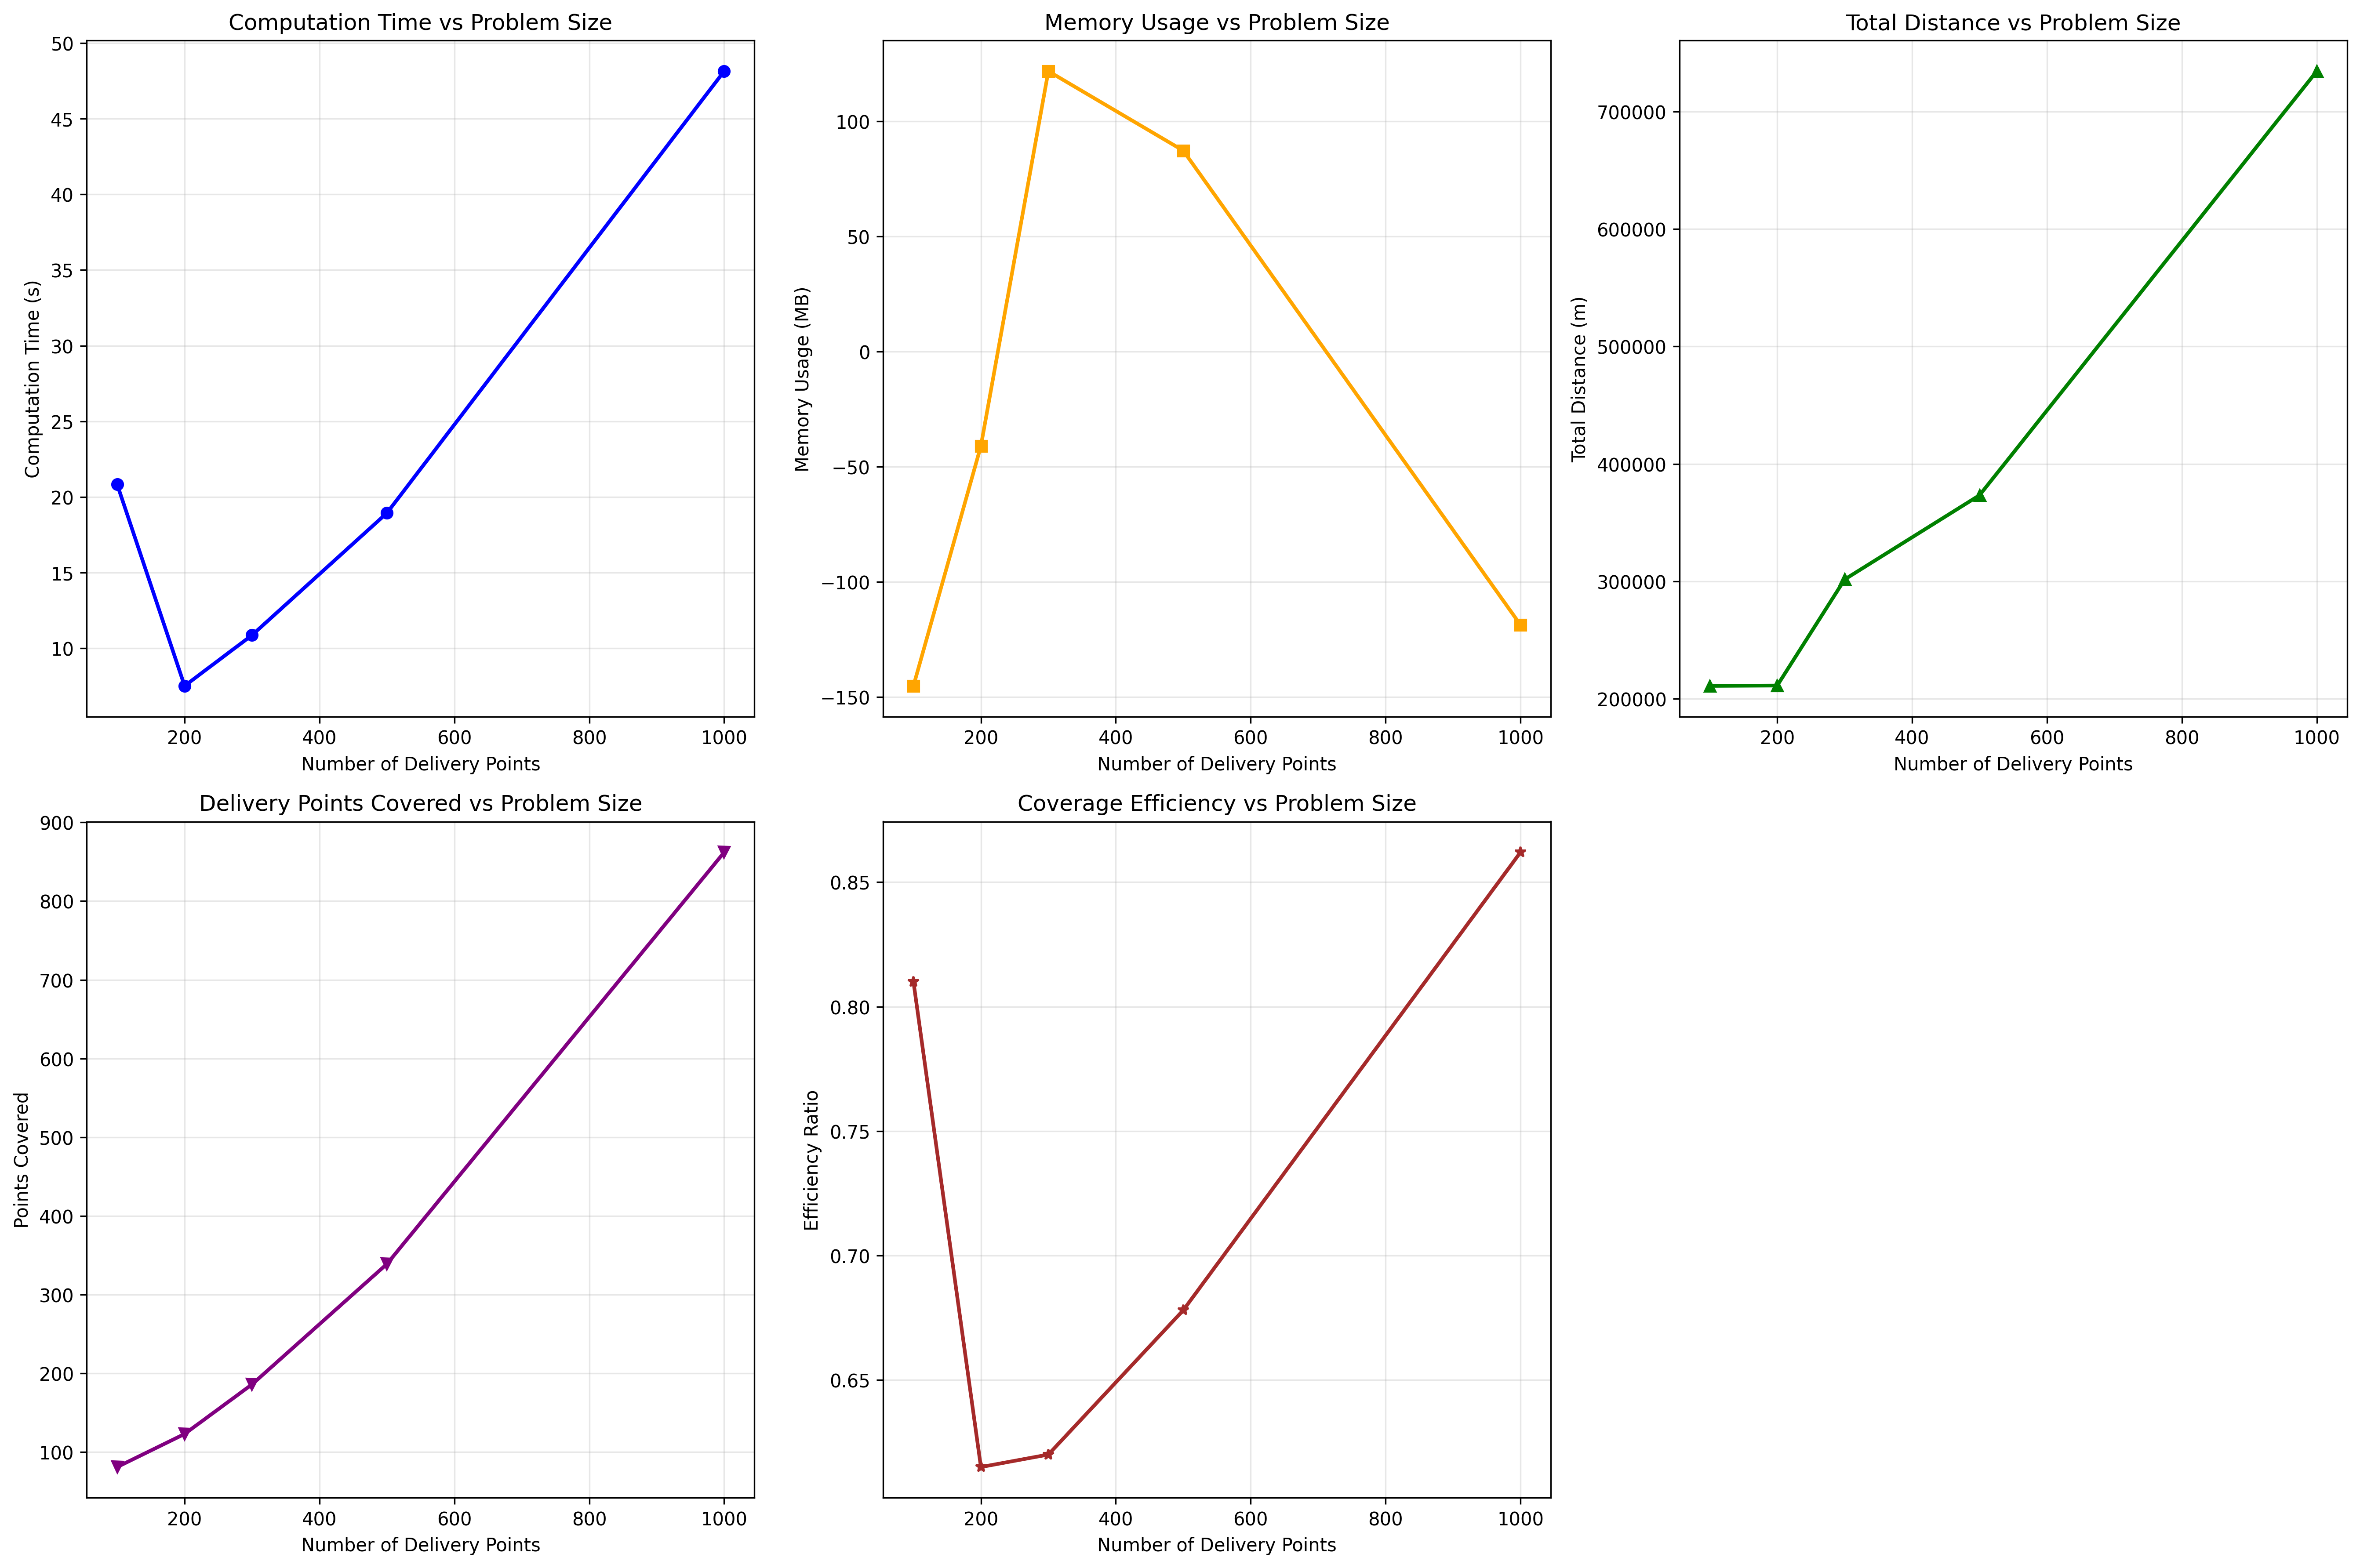 Computation Time vs Problem Size
50
45
40
35
30
25
20
15
10
Computation Time (s)
200 400 600 800 1000
Number of Delivery Points
Memory Usage vs Problem Size
100
50
0
−50
−100
−150
Memory Usage (MB)
200 400 600 800 1000
Number of Delivery Points
Total Distance vs Problem Size
700000
600000
500000
400000
300000
200000
Total Distance (m)
200 400 600 800 1000
Number of Delivery Points
Delivery Points Covered vs Problem Size
900
800
700
600
500
400
300
200
100
Points Covered
200 400 600 800 1000
Number of Delivery Points
Coverage Efficiency vs Problem Size
0.85
0.80
0.75
0.70
0.65
Efficiency Ratio
200 400 600 800 1000
Number of Delivery Points